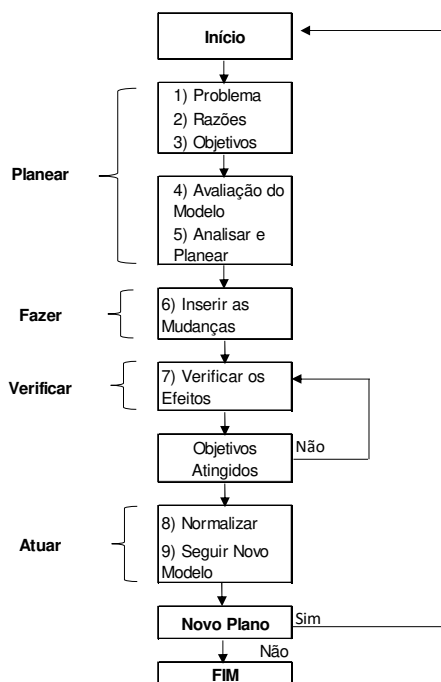 Início
1) Problema
2) Razões
3) Objetivos
Planear
4) Avaliação do
Modelo
5) Analisar e
Planear
Fazer
6) Inserir as
Mudanças
Verificar
7) Verificar os
Efeitos
Objetivos
Atingidos
Não
Atuar
8) Normalizar
9) Seguir Novo
Modelo
Novo Plano
Sim
Não
FIM